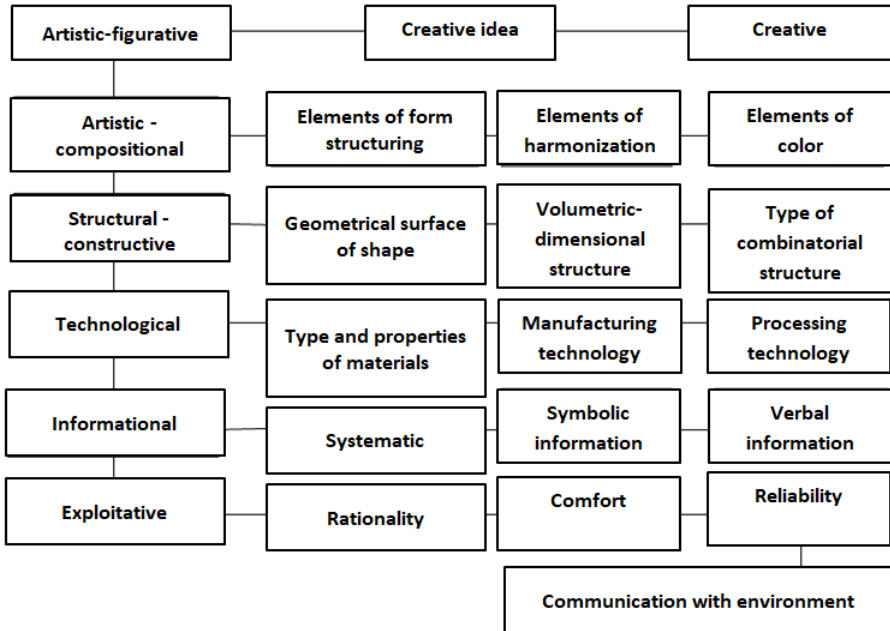 Artistic-figurative
Creative idea
Creative
Artistic -
compositional
Elements of form
structuring
Elements of
harmonization
Elements of
color
Structural -
constructive
Geometrical surface
of shape
Volumetric-
dimensional
structure
Type of
combinatorial
structure
Technological
Type and properties
of materials
Manufacturing
technology
Processing
technology
Informational
Systematic
Symbolic
information
Verbal
information
Exploitative
Rationality
Comfort
Reliability
Communication with environment